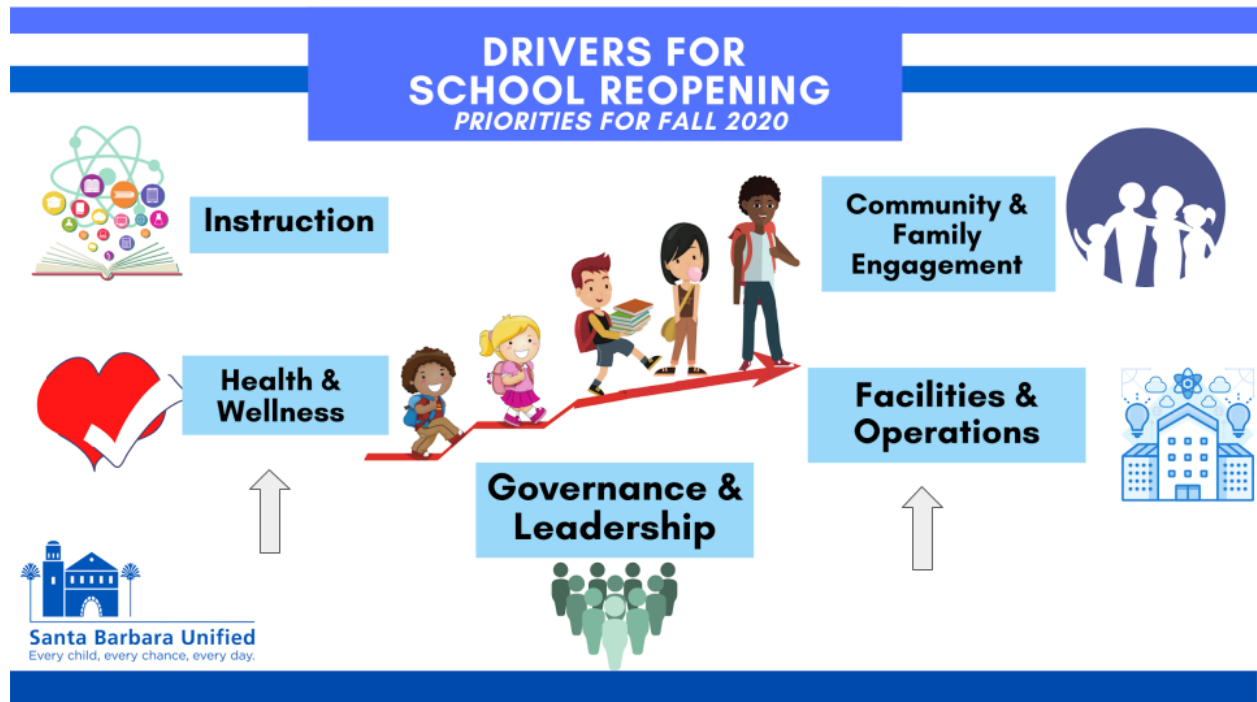 DRIVERS FOR
SCHOOL REOPENING
PRIORITIES FOR FALL 2020
Instruction
Community &
Family
Engagement
Health &
Wellness
Facilities &
Operations
Governance &
Leadership
Santa Barbara Unified
Every child, every chance, every day.